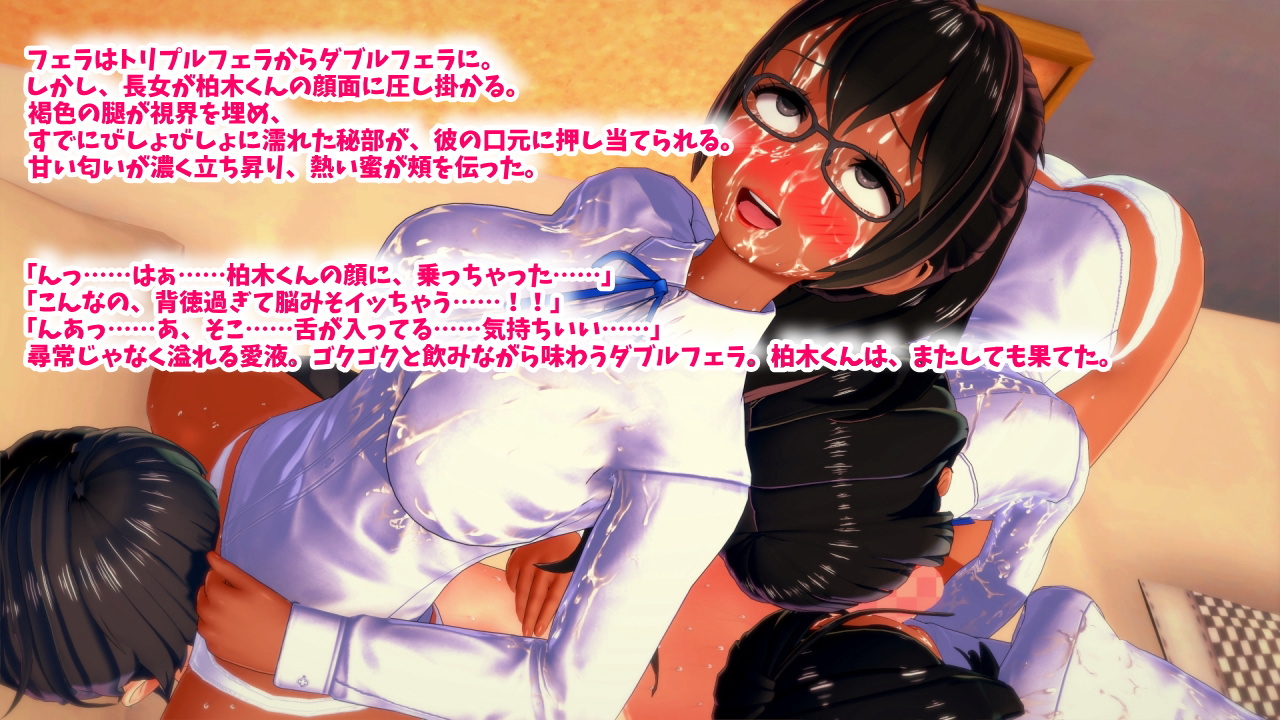 フェラはトリプルフェラからダブルフェラに。
しかし、長女が柏木くんの顔面に圧し掛かる。
褐色の腿が視界を埋め、
すでにびしょびしょに濡れた秘部が、彼の口元に押し当てられる。
甘い匂いが濃く立ち昇り、熱い蜜が頬を伝った。
「んっ……はぁ……柏木くんの顔に、乗っちゃった……」
「こんなの、背徳過ぎて脳みそイッちゃう……！！」
「んあっ……あ、そこ……舌が入ってる……気持ちいい……」
尋常じゃなく溢れる愛液。ゴクゴクと飲みながら味わうダブルフェラ。柏木くんは、またしても果てた。